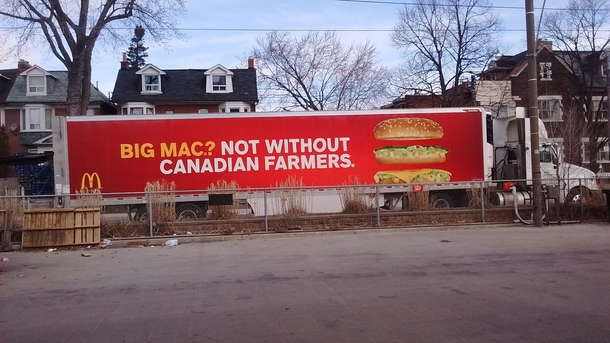 BIG MAC? NOT WITHOUT
CANADIAN FARMERS.